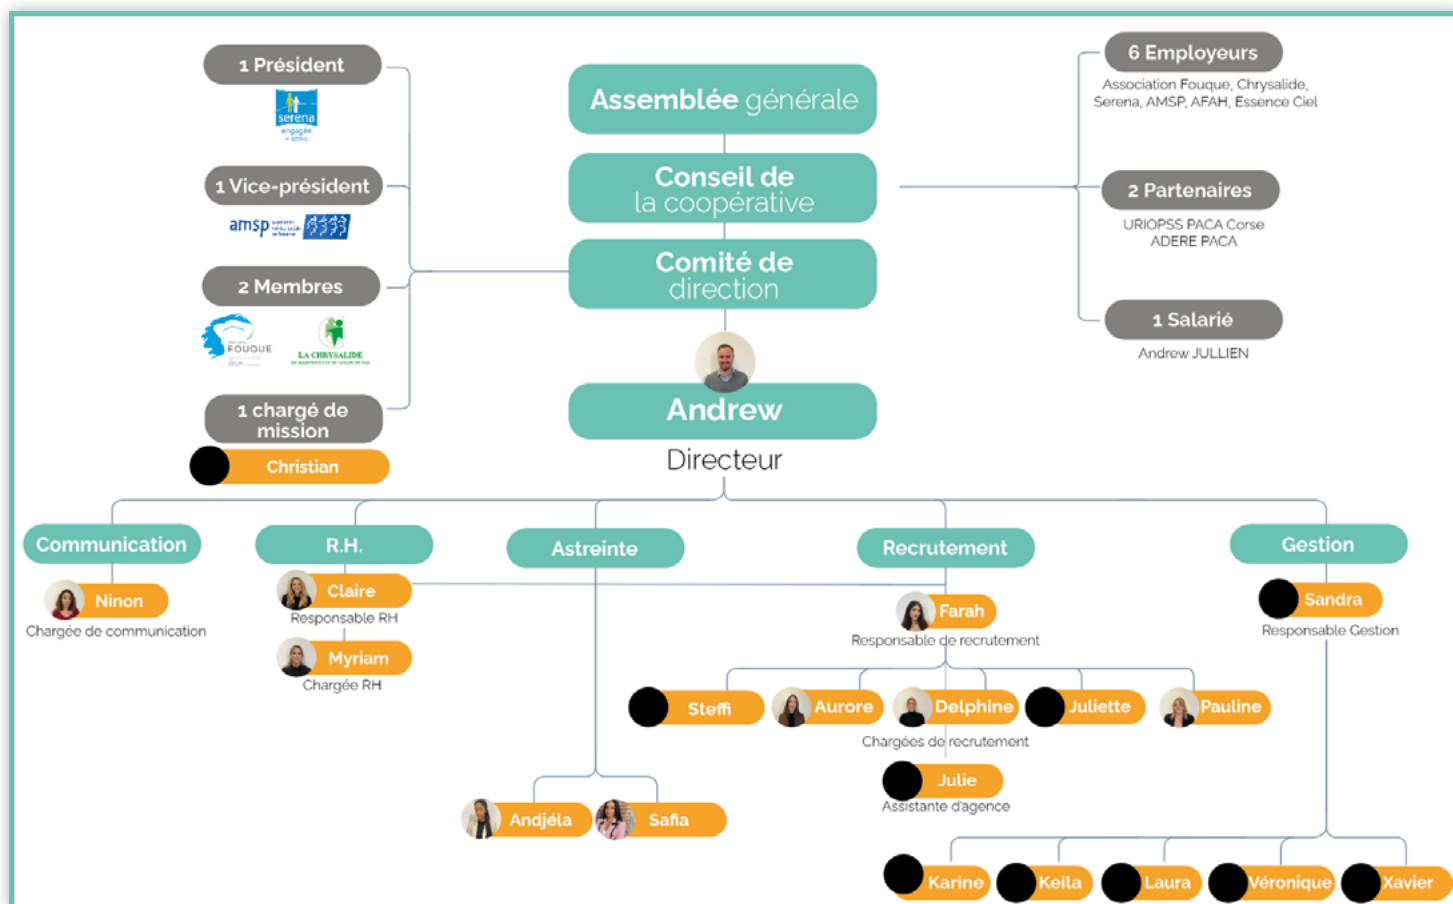 1 Président
serena
engagée
1 Vice-président
amsp
2 Membres
FOUQUE
LA CHRYSALIDE
1 chargé de
mission
Christian
Assemblée générale
Conseil de
la coopérative
Comité de
direction
Andrew
Directeur
6 Employeurs
Association Fouque, Chrysalide,
Serena, AMSP, AFAH, Essence Ciel
2 Partenaires
URIOPSS PACA Corse
ADERE PACA
1 Salarié
Andrew JULLIEN
Communication
Ninon
Chargée de communication
R.H.
Claire
Responsable RH
Myriam
Chargée RH
Astreinte
Andjéla
Safia
Recrutement
Farah
Responsable de recrutement
Steffi
Aurore
Delphine
Juliette
Pauline
Chargées de recrutement
Julie
Assistante d'agence
Gestion
Sandra
Responsable Gestion
Karine
Keila
Laura
Véronique
Xavier